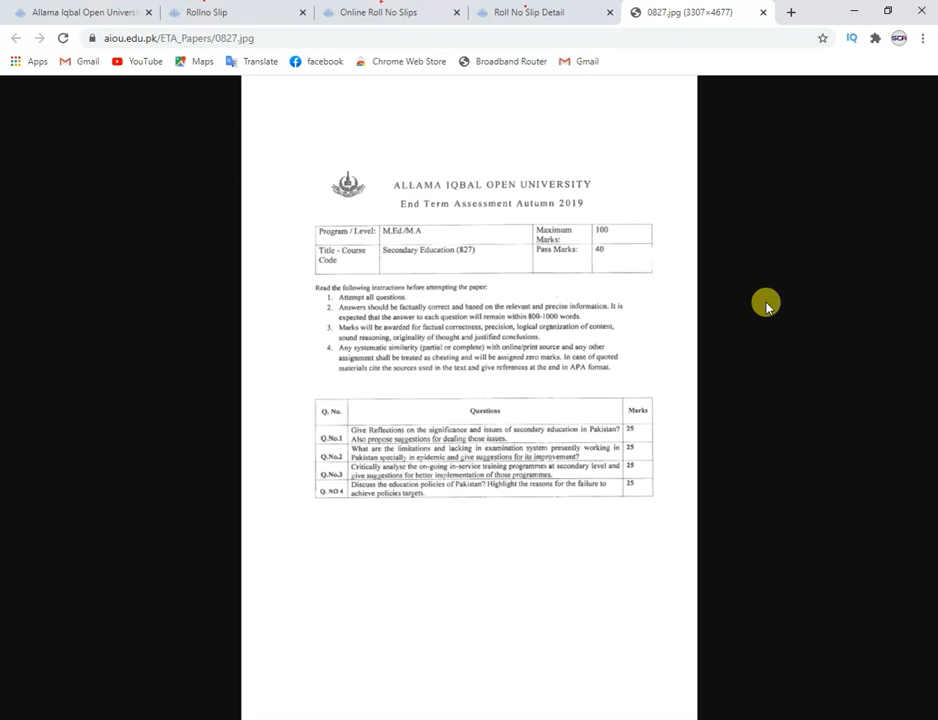 Allama Iqbal Open Universi
Rollno Slip
Online Roll No Slips
Roll No Slip Detail
0827.jpg (3307×4677)
aiou.edu.pk/ETA_Papers/0827.jpg
IQ
SCR
Apps
Gmail
YouTube
Maps
Translate
facebook
Chrome Web Store
Broadband Router
Gmail
ALLAMA IQBAL OPEN UNIVERSITY
End Term Assessment Autumn 2019
Program / Level: M.Ed/M.A Maximum Marks: 100
Title - Course Code Secondary Education (827) Pass Marks: 40
Read the following instructions before attempting the paper:
1. Attempt all questions.
2. Answers should be factually correct and based on the relevant and precise information. It is
expected that the answer to each question will remain within 800-1000 words.
3. Marks will be awarded for factual correctness, precision, logical organization of content,
sound reasoning, originality of thought and justified conclusions.
4. Any systematic similarity (partial or complete) with online/print source and any other
assignment shall be treated as cheating and will be assigned zero marks. In case of quoted
materials cite the sources used in the text and give references at the end in APA format.
Q. No. Questions Marks
Give Reflections on the significance and issues of secondary education in Pakistan? 25
Q.No.1 Also propose suggestions for dealing those issues.
What are the limitations and lacking in examination system presently working in 25
Q.No.2 Pakistan specially in epidemic and give suggestions for its improvement?
Critically analyse the on-going in-service training programmes at secondary level and 25
Q.No.3 give suggestions for better implementation of those programmes.
Discuss the education policies of Pakistan? Highlight the reasons for the failure to 25
Q. NO 4 achieve policies targets.